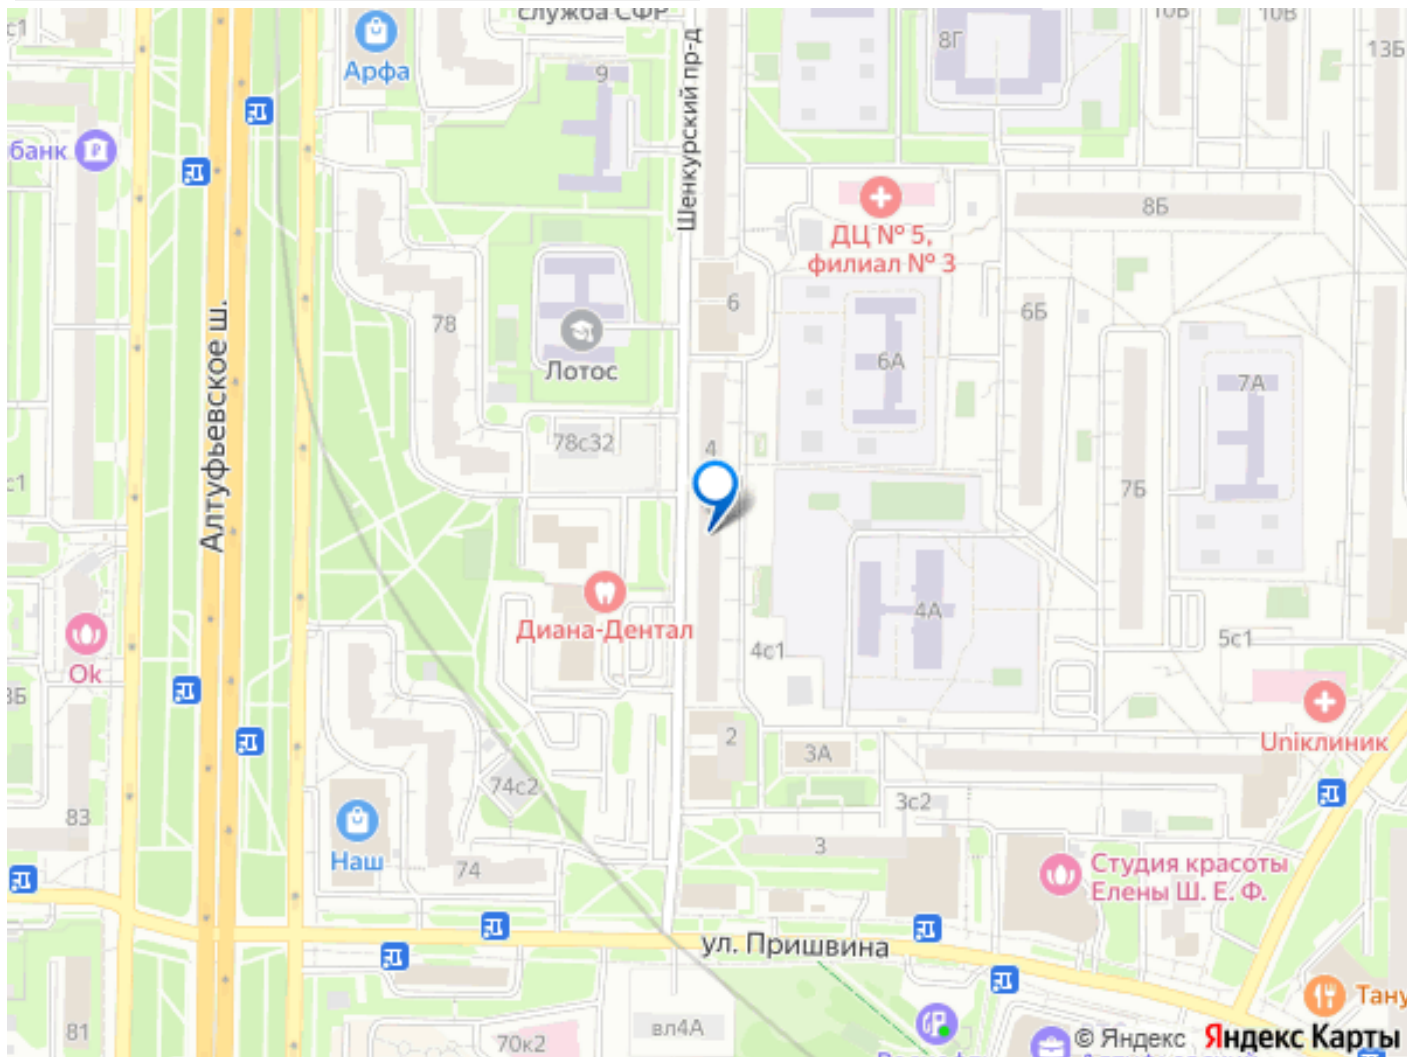 служба СФР
с1
Арфа
9
8Г
10В
10В
13Б
банк
Шенкурский пр-д
ДЦ № 5,
филиал № 3
8Б
6
6Б
78
6А
7А
Лотос
Алтуфьевское ш.
78с32
4
7Б
Диана-Дентал
4А
4с1
5с1
Ok
2
3А
Uniклиник
74с2
3с2
83
3
Наш
74
Студия красоты
Елены Ш. Е. Ф.
ул. Пришвина
Тану
81
70к2
вл4А
© Яндекс
Яндекс Карты